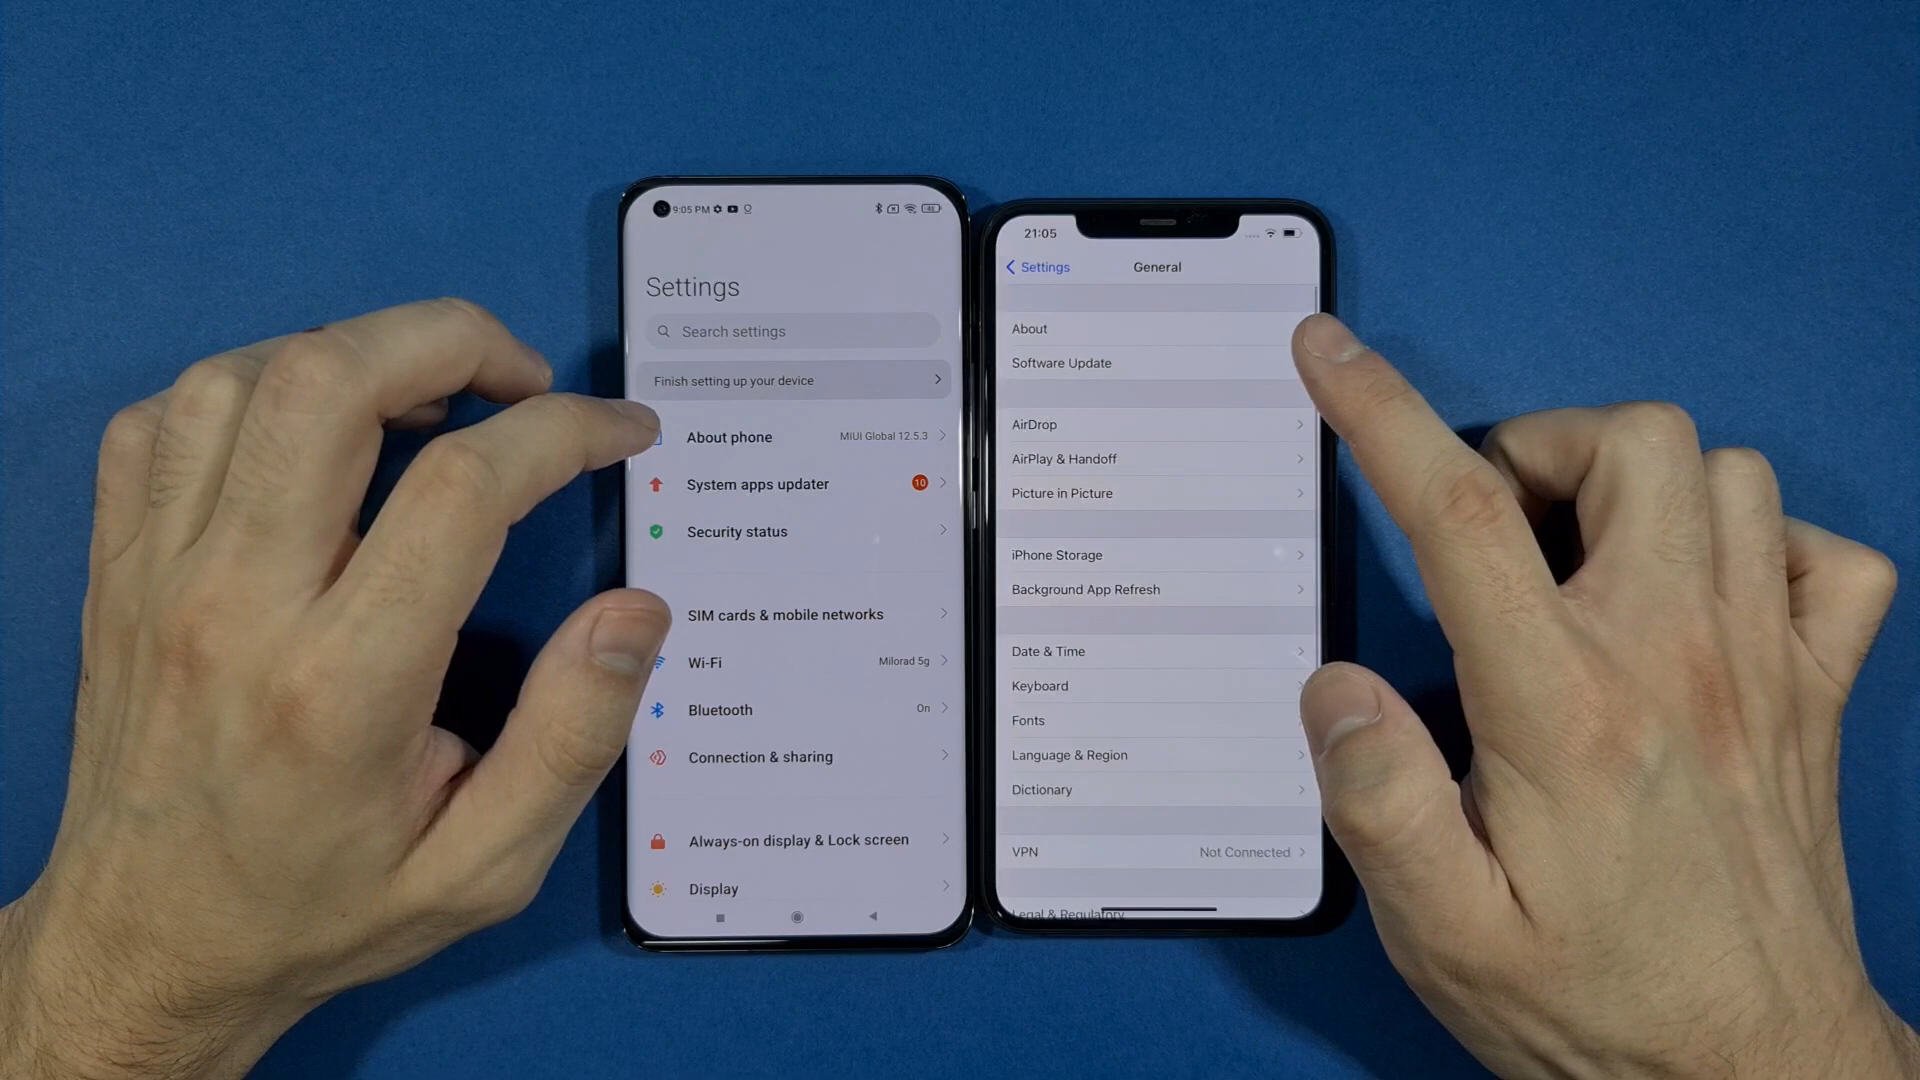 9:05 PM
48
Settings
Search settings
Finish setting up your device
About phone MIUI Global 12.5.3
System apps updater 10
Security status
SIM cards & mobile networks
Wi-Fi Milorad 5g
Bluetooth On
Connection & sharing
Always-on display & Lock screen
Display
21:05
Settings General
About
Software Update
AirDrop
AirPlay & Handoff
Picture in Picture
iPhone Storage
Background App Refresh
Date & Time
Keyboard
Fonts
Language & Region
Dictionary
VPN Not Connected
Legal & Regulatory